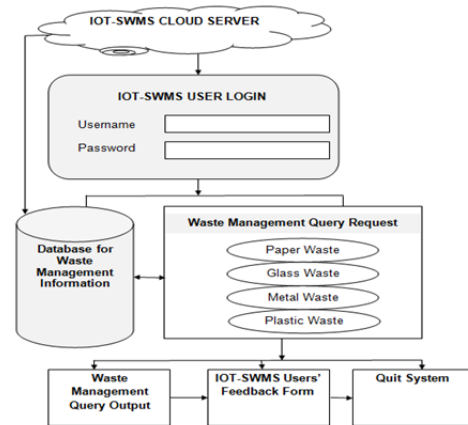 IOT-SWMS CLOUD SERVER
IOT-SWMS USER LOGIN
Username
Password
Database for
Waste
Management
Information
Waste Management Query Request
Paper Waste
Glass Waste
Metal Waste
Plastic Waste
Waste
Management
Query Output
IOT-SWMS Users'
Feedback Form
Quit System